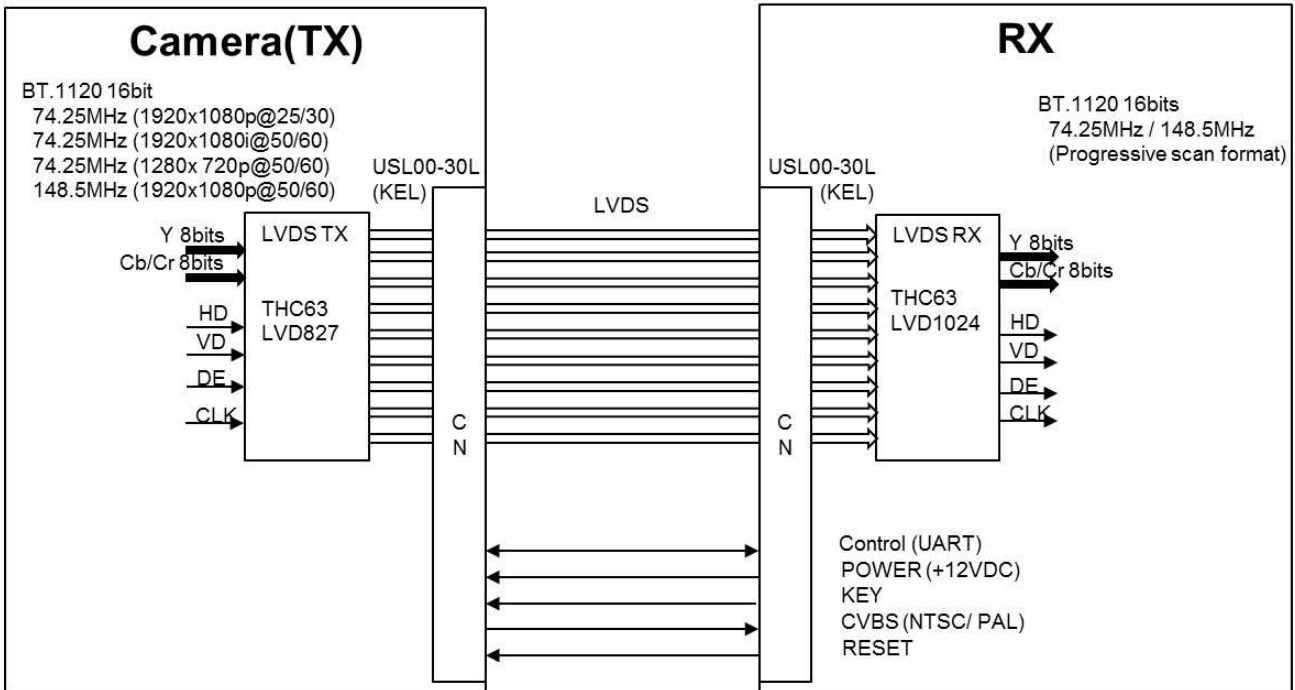 Camera(TX)
BT.1120 16bit
74.25MHz (1920x1080p@25/30)
74.25MHz (1920x1080i@50/60)
74.25MHz (1280x 720p@50/60)
148.5MHz (1920x1080p@50/60)
USL00-30L
(KEL)
Y 8bits
Cb/Cr 8bits
HD
VD
DE
CLK
LVDS TX
THC63
LVD827
C
N
LVDS
RX
BT.1120 16bits
74.25MHz / 148.5MHz
(Progressive scan format)
USL00-30L
(KEL)
C
N
LVDS RX
THC63
LVD1024
Y 8bits
Cb/Cr 8bits
HD
VD
DE
CLK
Control (UART)
POWER (+12VDC)
KEY
CVBS (NTSC/ PAL)
RESET